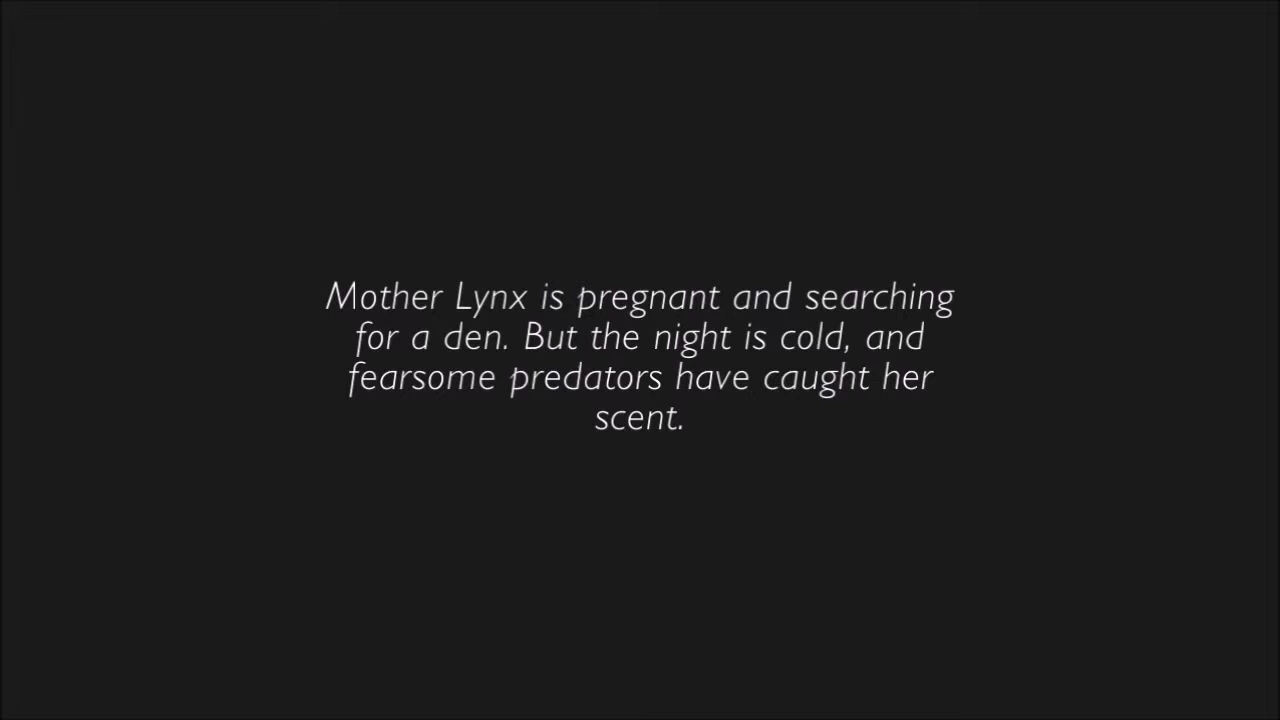 Mother Lynx is pregnant and searching
for a den. But the night is cold, and
fearsome predators have caught her
scent.